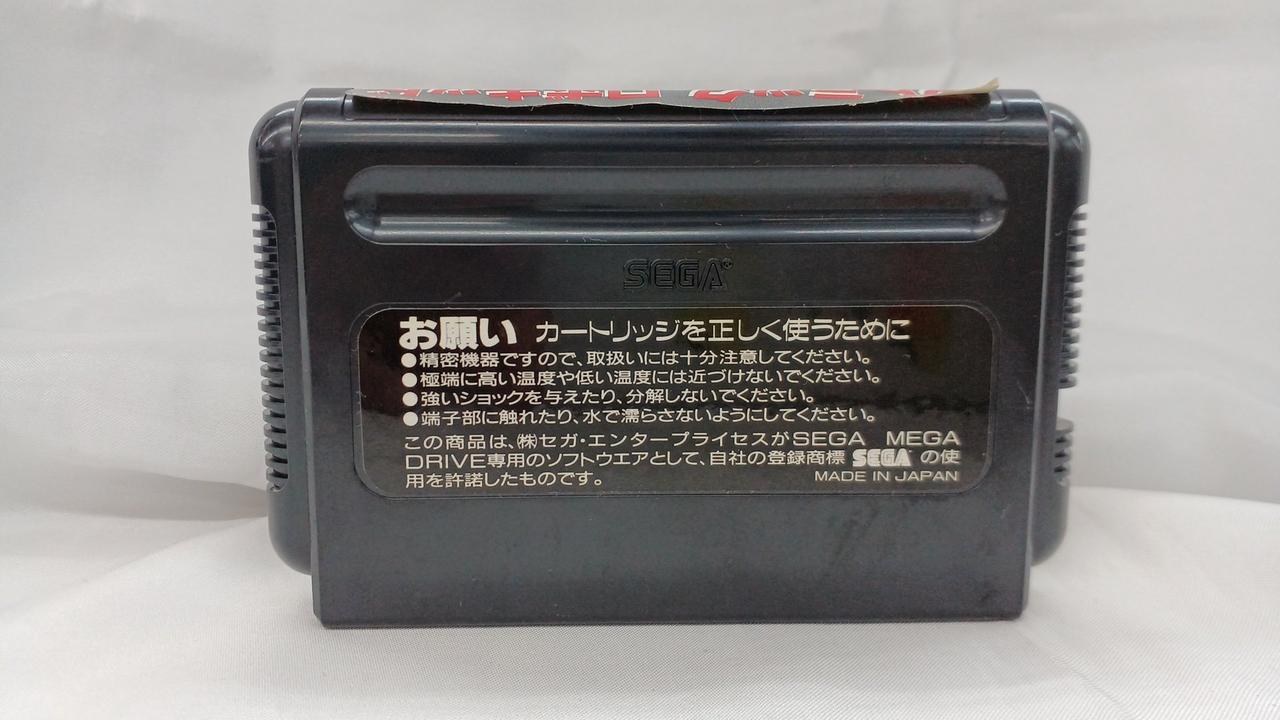 SEGA
お願い カートリッジを正しく使うために
●精密機器ですので、取扱いには十分注意してください。
●極端に高い温度や低い温度には近づけないでください。
●強いショックを与えたり、分解しないでください。
●端子部に触れたり、水で濡らさないようにしてください。
この商品は、㈱セガ・エンタープライセスがSEGA MEGA
DRIVE専用のソフトウエアとして、自社の登録商標 SEGA の使
用を許諾したものです。
MADE IN JAPAN